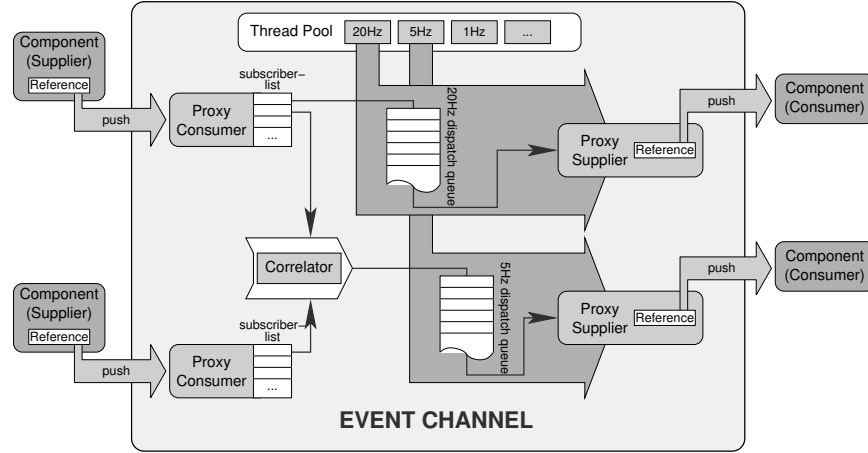 Thread Pool
20Hz
5Hz
1Hz
...
Component
(Supplier)
Reference
push
subscriber-
list
Proxy
Consumer
...
20Hz dispatch queue
Proxy
Supplier
Reference
push
Component
(Consumer)
Correlator
Component
(Supplier)
Reference
push
subscriber-
list
Proxy
Consumer
...
5Hz dispatch queue
Proxy
Supplier
Reference
push
Component
(Consumer)
EVENT CHANNEL